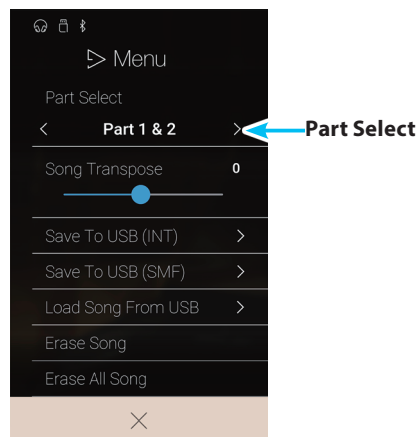 Menu
Part Select
Part 1 & 2
Part Select
Song Transpose 0
Save To USB (INT)
Save To USB (SMF)
Load Song From USB
Erase Song
Erase All Song